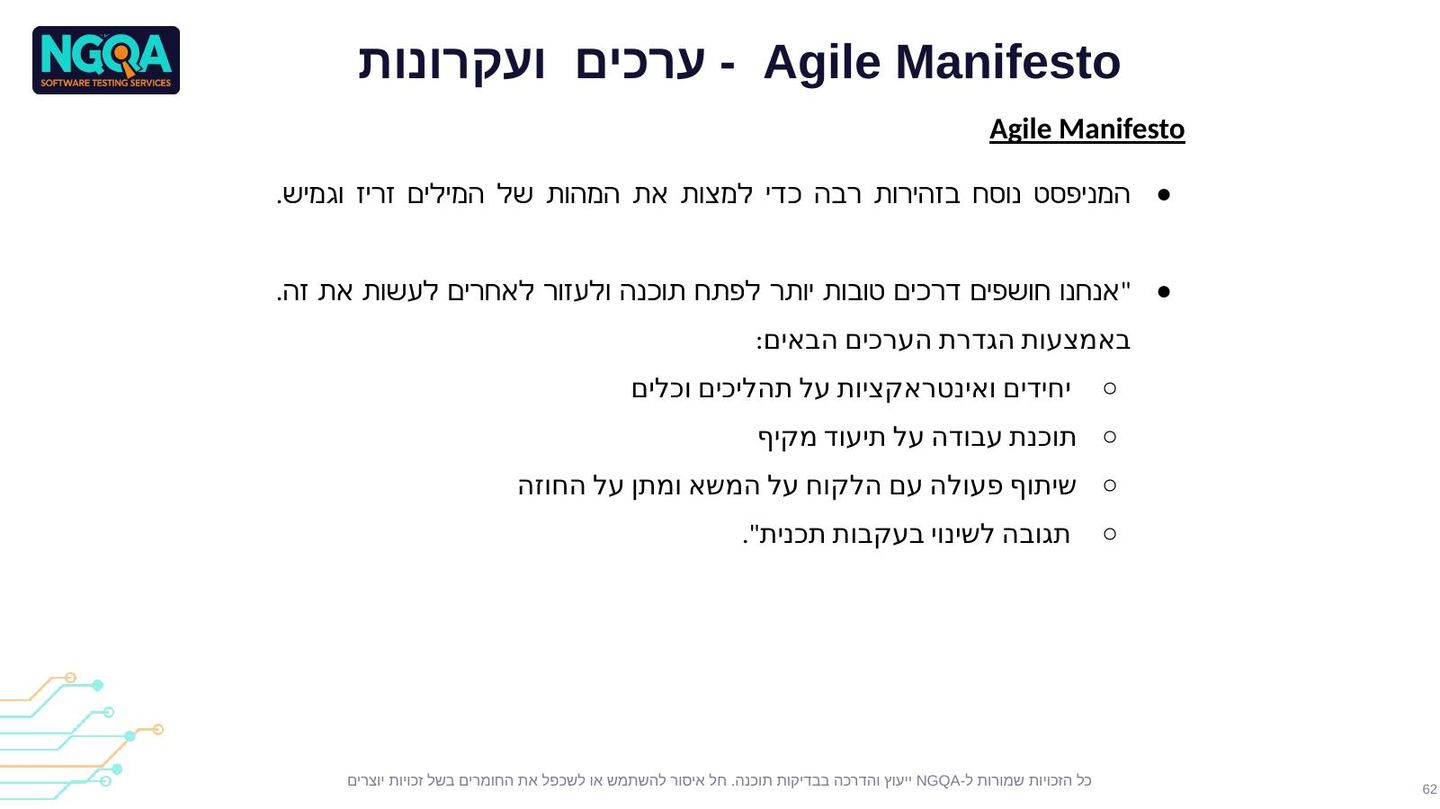 NGQA
SOFTWARE TESTING SERVICES
Agile Manifesto - ערכים ועקרונות
Agile Manifesto
● המניפסט נוסח בזהירות רבה כדי למצות את המהות של המילים זריז וגמיש.
● "אנחנו חושפים דרכים טובות יותר לפתח תוכנה ולעזור לאחרים לעשות את זה.
באמצעות הגדרת הערכים הבאים:
○ יחידים ואינטראקציות על תהליכים וכלים
○ תוכנת עבודה על תיעוד מקיף
○ שיתוף פעולה עם הלקוח על המשא ומתן על החוזה
○ תגובה לשינוי בעקבות תכנית".
כל הזכויות שמורות ל-NGQA ייעוץ והדרכה בבדיקות תוכנה. חל איסור להשתמש או לשכפל את החומרים בשל זכויות יוצרים
62